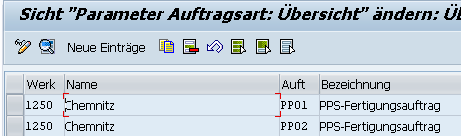 Sicht "Parameter Auftragsart: Übersicht" ändern:
Neue Einträge
Werk Name Auft Bezeichnung
1250 Chemnitz PP01 PPS-Fertigungsauftrag
1250 Chemnitz PP02 PPS-Fertigungsauftrag